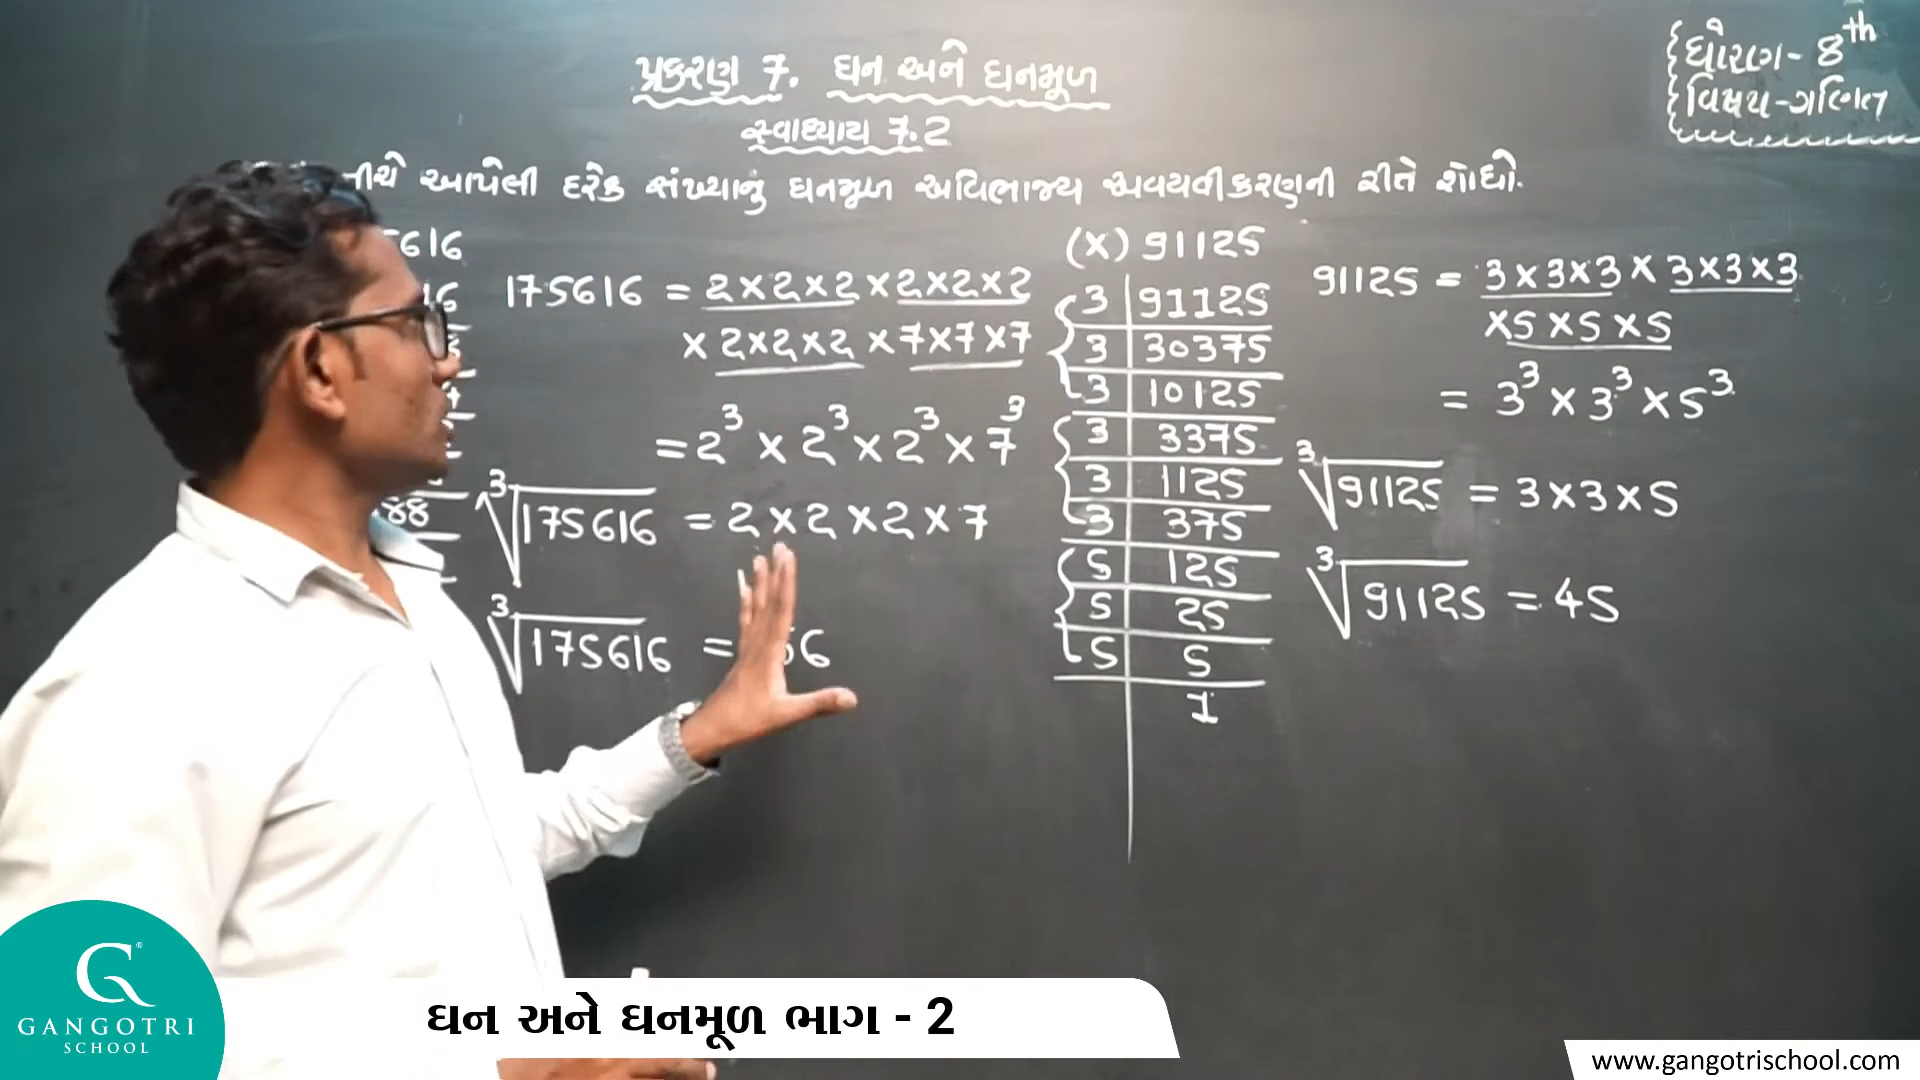 ધોરણ - 8th
વિષય - ગણિત
પ્રકરણ 7. ઘન અને ઘનમૂળ
સ્વાધ્યાય 7.2
નીચે આપેલી દરેક સંખ્યાનું ઘનમૂળ અવિભાજ્ય અવયવીકરણની રીતે શોધો.
5616
16
88
175616 = 2×2×2×2×2×2
×2×2×2×7×7×7
= 2³ × 2³ × 2³ × 7³
∛175616 = 2×2×2×7
∛175616 = 56
(x) 91125
3 | 91125
3 | 30375
3 | 10125
3 | 3375
3 | 1125
3 | 375
5 | 125
5 | 25
5 | 5
1
91125 = 3×3×3×3×3×3
×5×5×5
= 3³ × 3³ × 5³
∛91125 = 3×3×5
∛91125 = 45
GANGOTRI
SCHOOL
ઘન અને ઘનમૂળ ભાગ - 2
www.gangotrischool.com